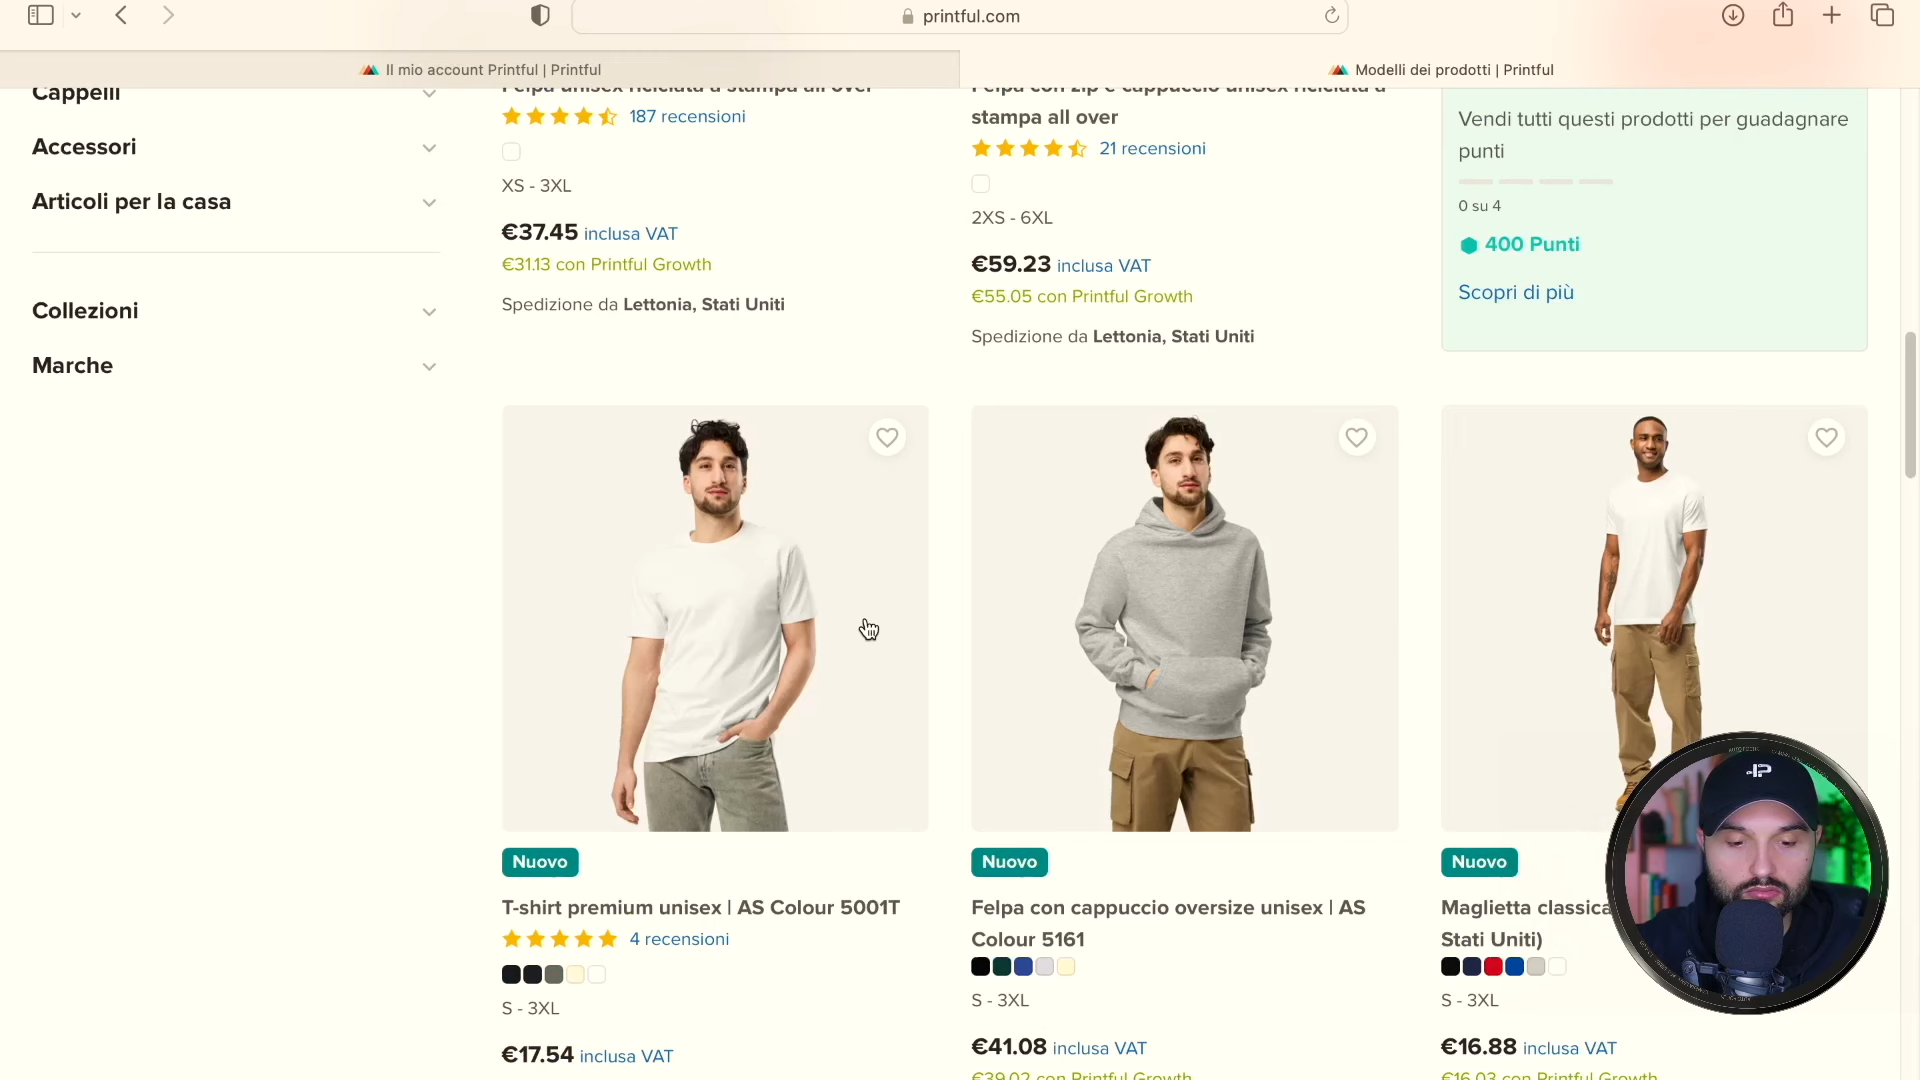 printful.com
Il mio account Printful | Printful
Modelli dei prodotti | Printful
Cappelli
Accessori
Articoli per la casa
Collezioni
Marche
Felpa unisex riciclata a stampa all over
187 recensioni
XS - 3XL
€37.45 inclusa VAT
€31.13 con Printful Growth
Spedizione da Lettonia, Stati Uniti
Felpa con zip e cappuccio unisex riciclata a
stampa all over
21 recensioni
2XS - 6XL
€59.23 inclusa VAT
€55.05 con Printful Growth
Spedizione da Lettonia, Stati Uniti
Vendi tutti questi prodotti per guadagnare
punti
0 su 4
400 Punti
Scopri di più
Nuovo
T-shirt premium unisex | AS Colour 5001T
4 recensioni
S - 3XL
€17.54 inclusa VAT
Nuovo
Felpa con cappuccio oversize unisex | AS
Colour 5161
S - 3XL
€41.08 inclusa VAT
€39.02 con Printful Growth
Nuovo
Maglietta classica
Stati Uniti)
S - 3XL
€16.88 inclusa VAT
€16.03 con Printful Growth